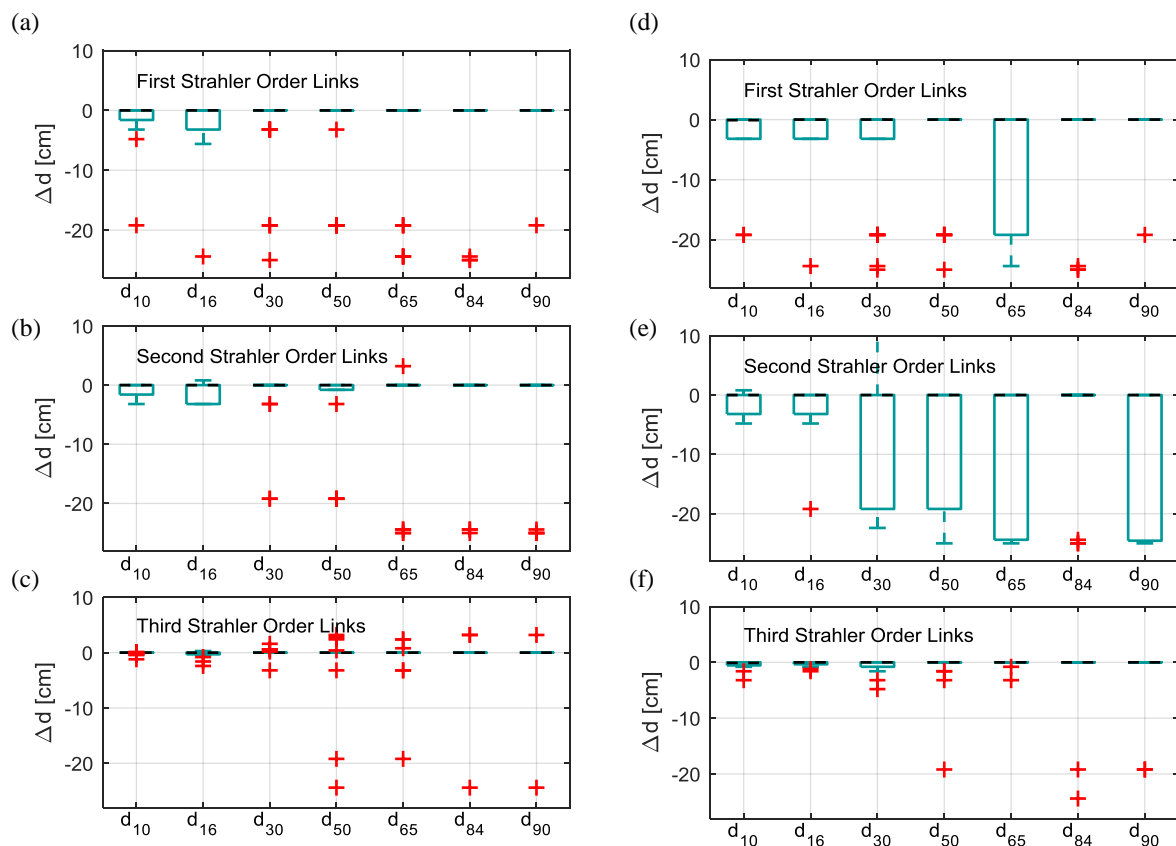 (a)
10
0
-10
-20
Δd [cm]
First Strahler Order Links
d10 d16 d30 d50 d65 d84 d90
(b)
10
0
-10
-20
Δd [cm]
Second Strahler Order Links
d10 d16 d30 d50 d65 d84 d90
(c)
10
0
-10
-20
Δd [cm]
Third Strahler Order Links
d10 d16 d30 d50 d65 d84 d90
(d)
10
0
-10
-20
Δd [cm]
First Strahler Order Links
d10 d16 d30 d50 d65 d84 d90
(e)
10
0
-10
-20
Δd [cm]
Second Strahler Order Links
d10 d16 d30 d50 d65 d84 d90
(f)
10
0
-10
-20
Δd [cm]
Third Strahler Order Links
d10 d16 d30 d50 d65 d84 d90